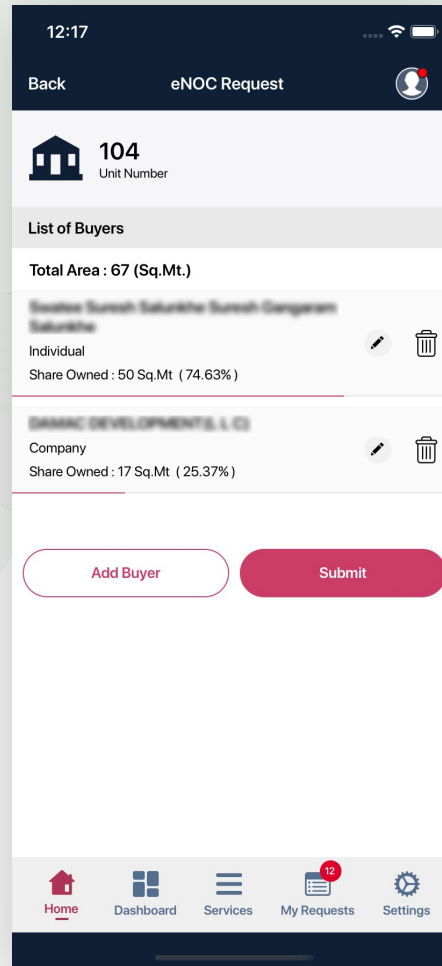 12:17
Back
eNOC Request
104
Unit Number
List of Buyers
Total Area : 67 (Sq.Mt.)
Individual
Share Owned : 50 Sq.Mt ( 74.63% )
Company
Share Owned : 17 Sq.Mt ( 25.37% )
Add Buyer
Submit
12
Home
Dashboard
Services
My Requests
Settings